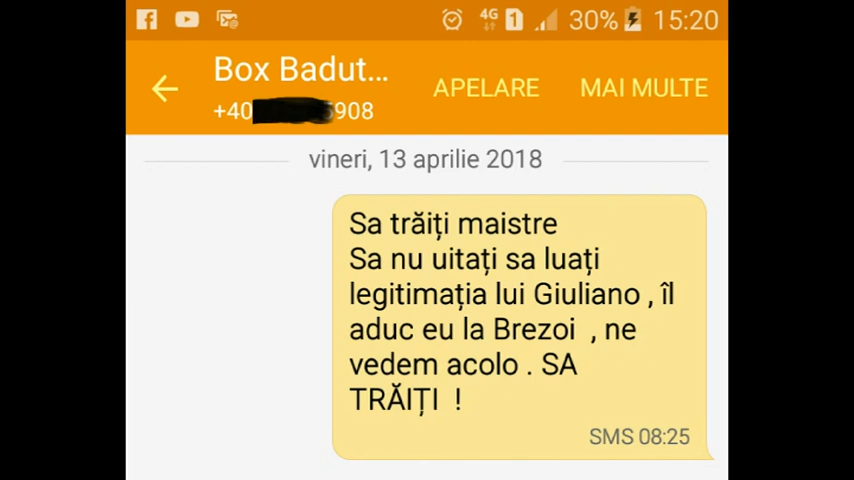 4G 1 30% 15:20
Box Badut...
APELARE
MAI MULTE
+40 5908
vineri, 13 aprilie 2018
Sa trăiți maistre
Sa nu uitați sa luați
legitimația lui Giuliano , îl
aduc eu la Brezoi , ne
vedem acolo . SA
TRĂIȚI !
SMS 08:25